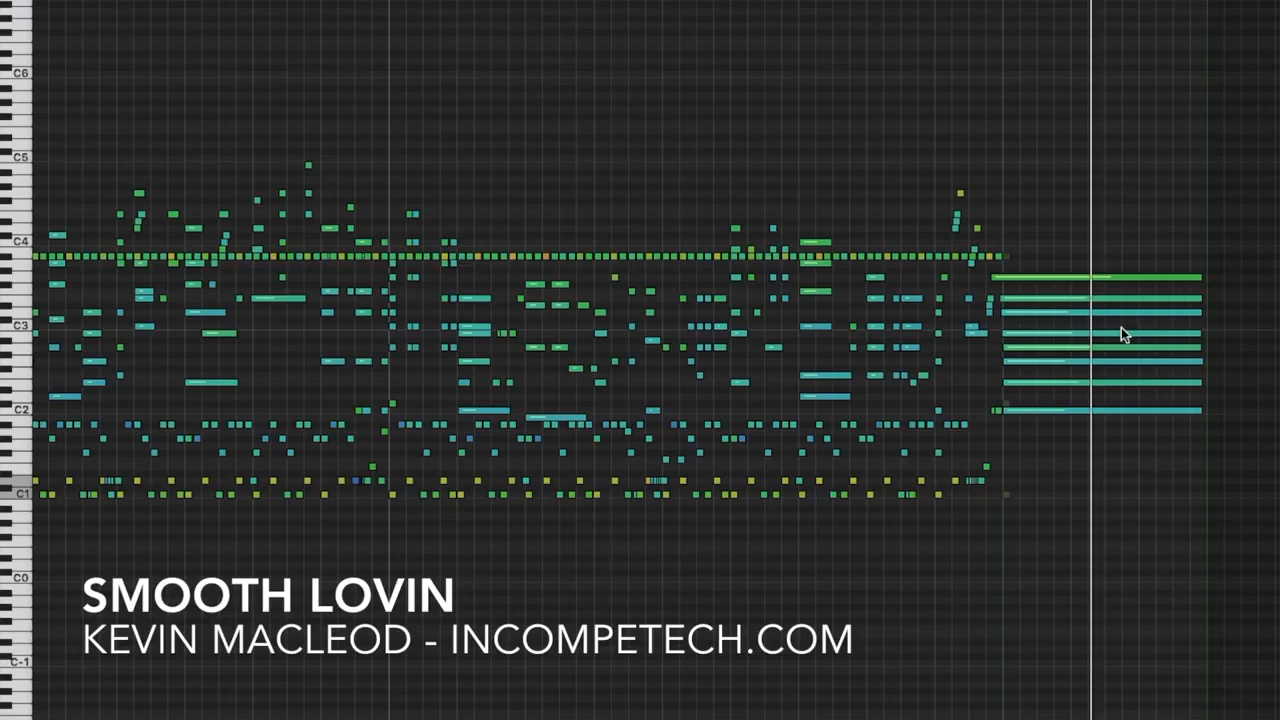 C6
C5
C4
C3
C2
C1
C0
C-1
SMOOTH LOVIN
KEVIN MACLEOD - INCOMPETECH.COM